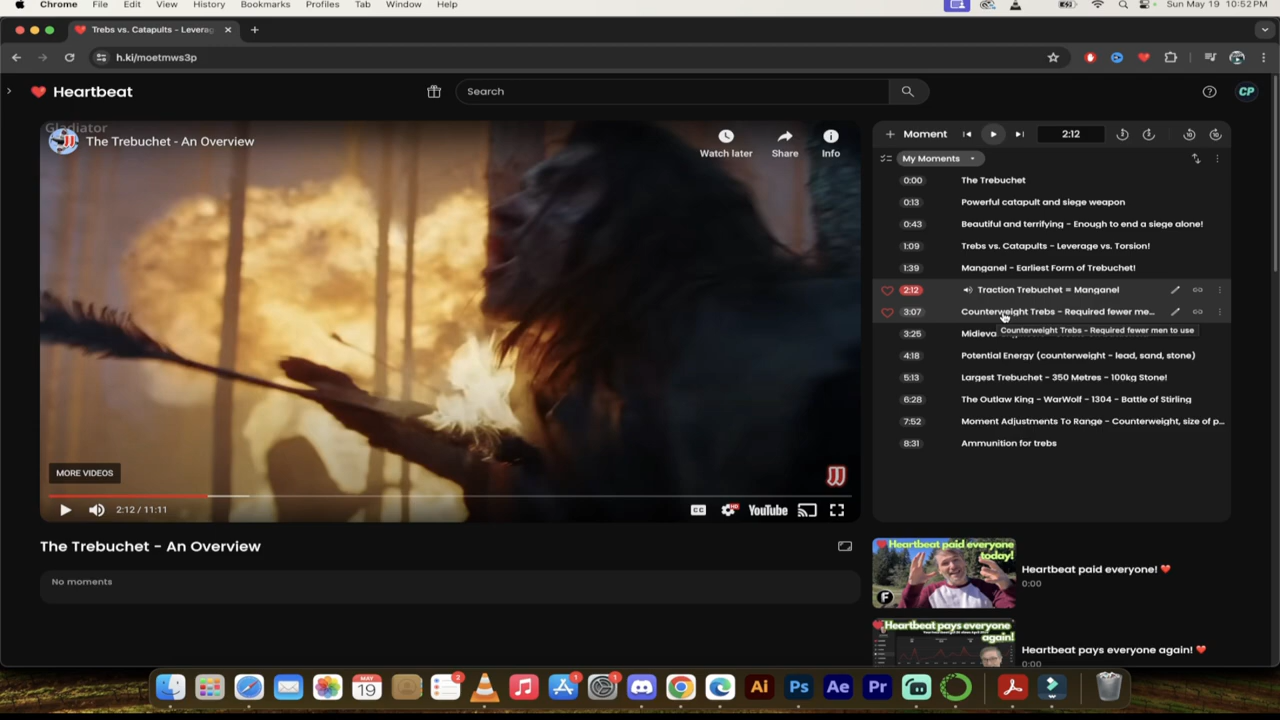 Chrome File Edit View History Bookmarks Profiles Tab Window Help Sun May 19 10:52 PM
Trebs vs. Catapults - Leverag
h.ki/moetmws3p
Heartbeat Search CP
Gladiator
The Trebuchet - An Overview
Watch later Share Info
MORE VIDEOS
2:12 / 11:11 CC HD YouTube
The Trebuchet - An Overview
No moments
+ Moment 2:12
My Moments
0:00 The Trebuchet
0:13 Powerful catapult and siege weapon
0:43 Beautiful and terrifying - Enough to end a siege alone!
1:09 Trebs vs. Catapults - Leverage vs. Torsion!
1:39 Manganel - Earliest Form of Trebuchet!
2:12 Traction Trebuchet = Manganel
3:07 Counterweight Trebs - Required fewer me...
Counterweight Trebs - Required fewer men to use
3:25 Midieva
4:18 Potential Energy (counterweight - lead, sand, stone)
5:13 Largest Trebuchet - 350 Metres - 100kg Stone!
6:28 The Outlaw King - WarWolf - 1304 - Battle of Stirling
7:52 Moment Adjustments To Range - Counterweight, size of p...
8:31 Ammunition for trebs
Heartbeat paid everyone today!
F
Heartbeat paid everyone! ❤️
0:00
Heartbeat pays everyone again!
Heartbeat pays everyone again! ❤️
0:00
MAY
19
2
1
1
Ai Ps Ae Pr